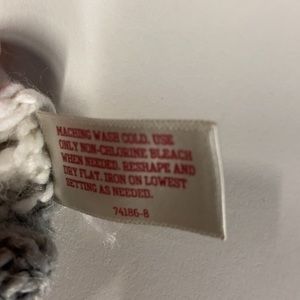 MACHING WASH COLD. USE
ONLY NON-CHLORINE BLEACH
WHEN NEEDED. RESHAPE AND
DRY FLAT. IRON ON LOWEST
SETTING AS NEEDED.
74186-8